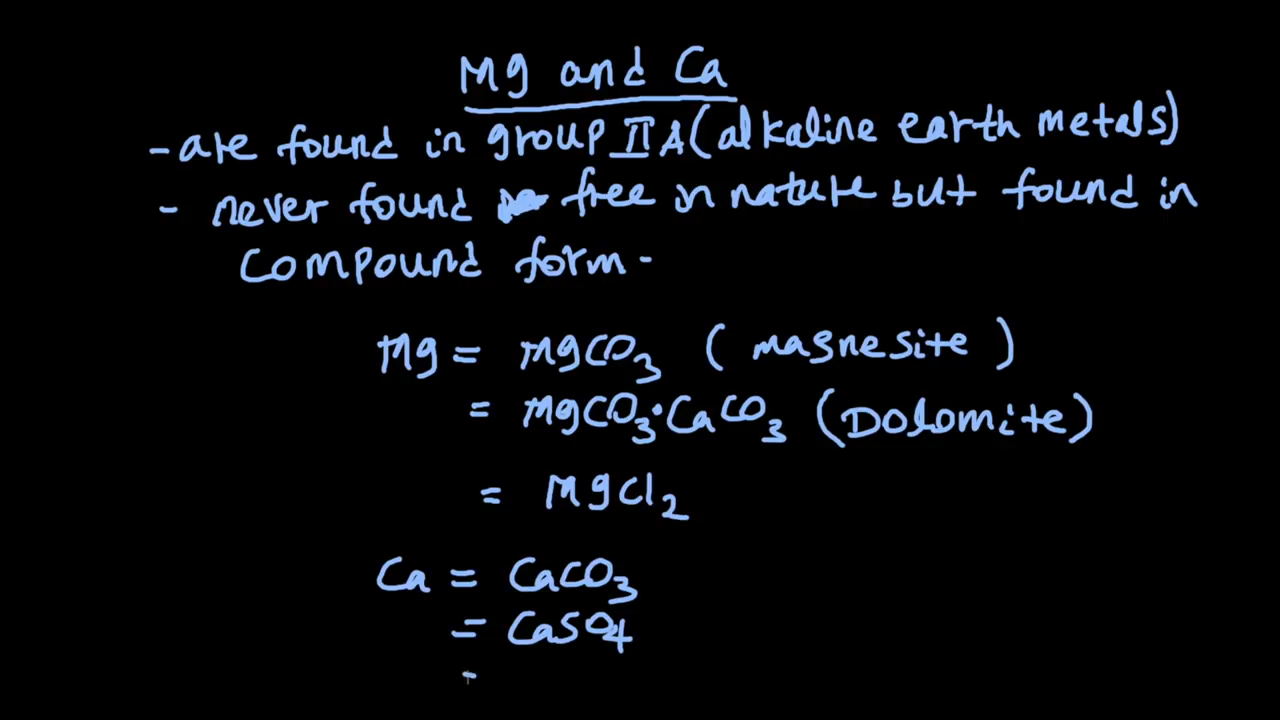 Mg and Ca
- are found in group IIA (alkaline earth metals)
- never found free in nature but found in
compound form.
Mg = MgCO₃ (magnesite)
= MgCO₃·CaCO₃ (Dolomite)
= MgCl₂
Ca = CaCO₃
= CaSO₄
-